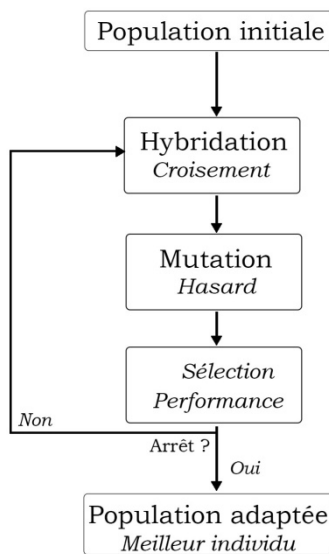 Population initiale
Hybridation
Croisement
Mutation
Hasard
Sélection
Performance
Non
Arrêt ?
Oui
Population adaptée
Meilleur individu